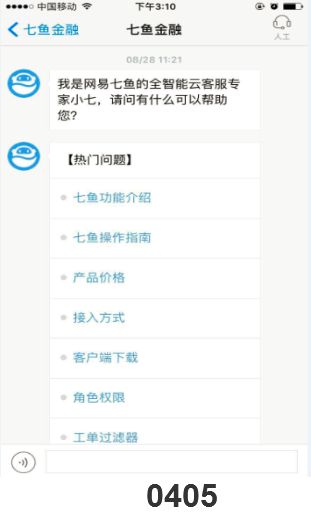 中国移动 下午3:10
七鱼金融 七鱼金融 人工
08/28 11:21
我是网易七鱼的全智能云客服专
家小七，请问有什么可以帮助
您?
【热门问题】
七鱼功能介绍
七鱼操作指南
产品价格
接入方式
客户端下载
角色权限
工单过滤器
0405